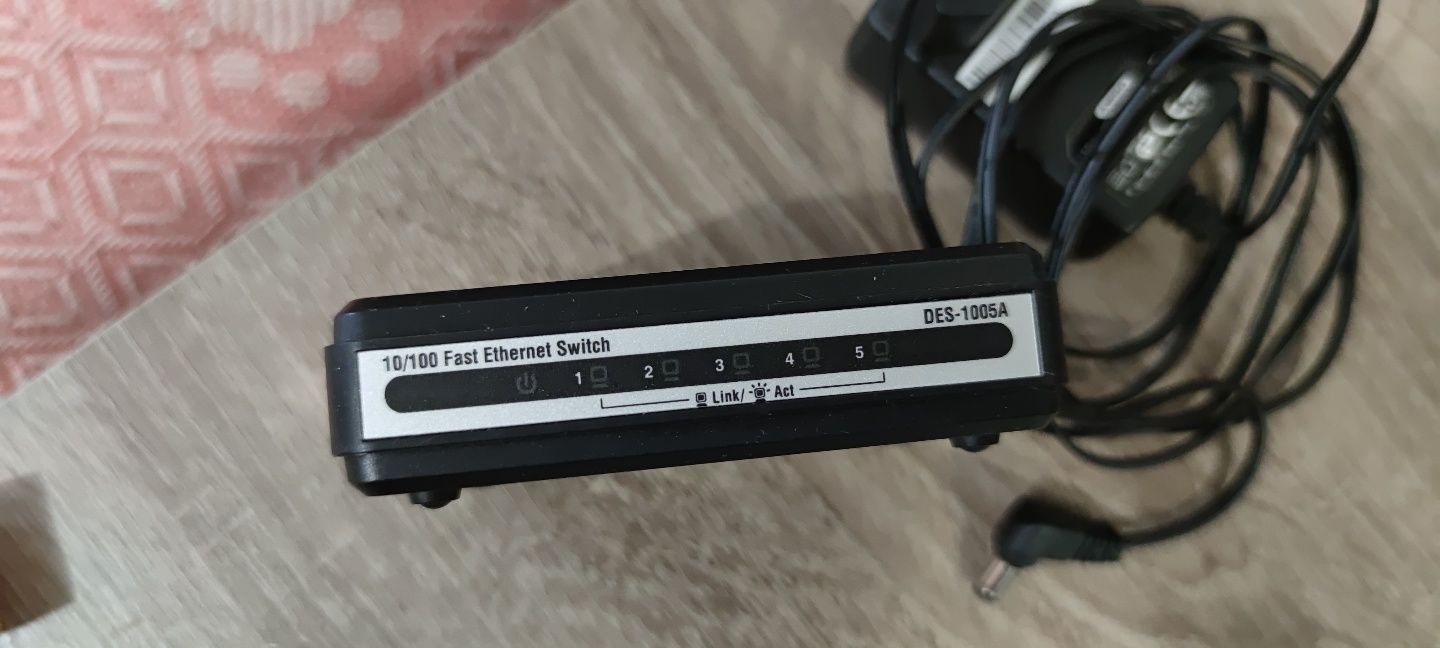 DES-1005A
10/100 Fast Ethernet Switch
1 2 3 4 5
Link/ Act